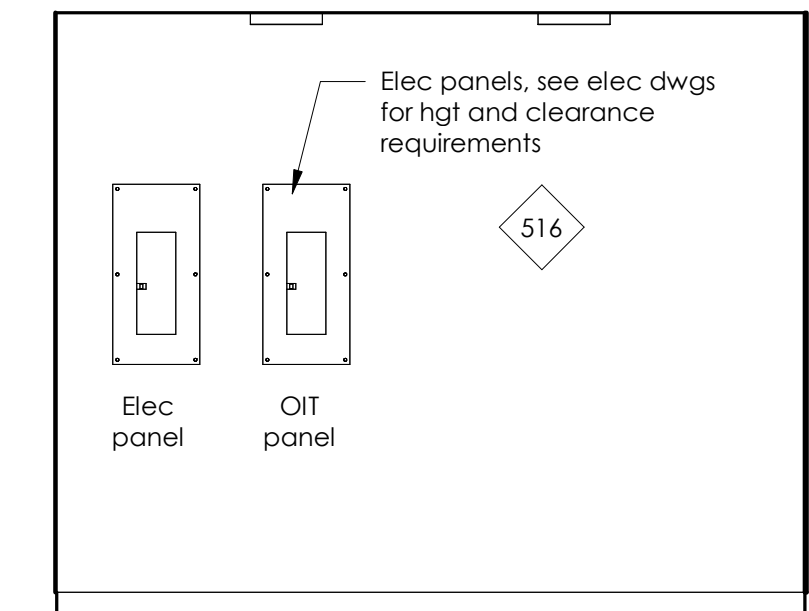 Elec panels, see elec dwgs
for hgt and clearance
requirements
516
Elec
panel
OIT
panel